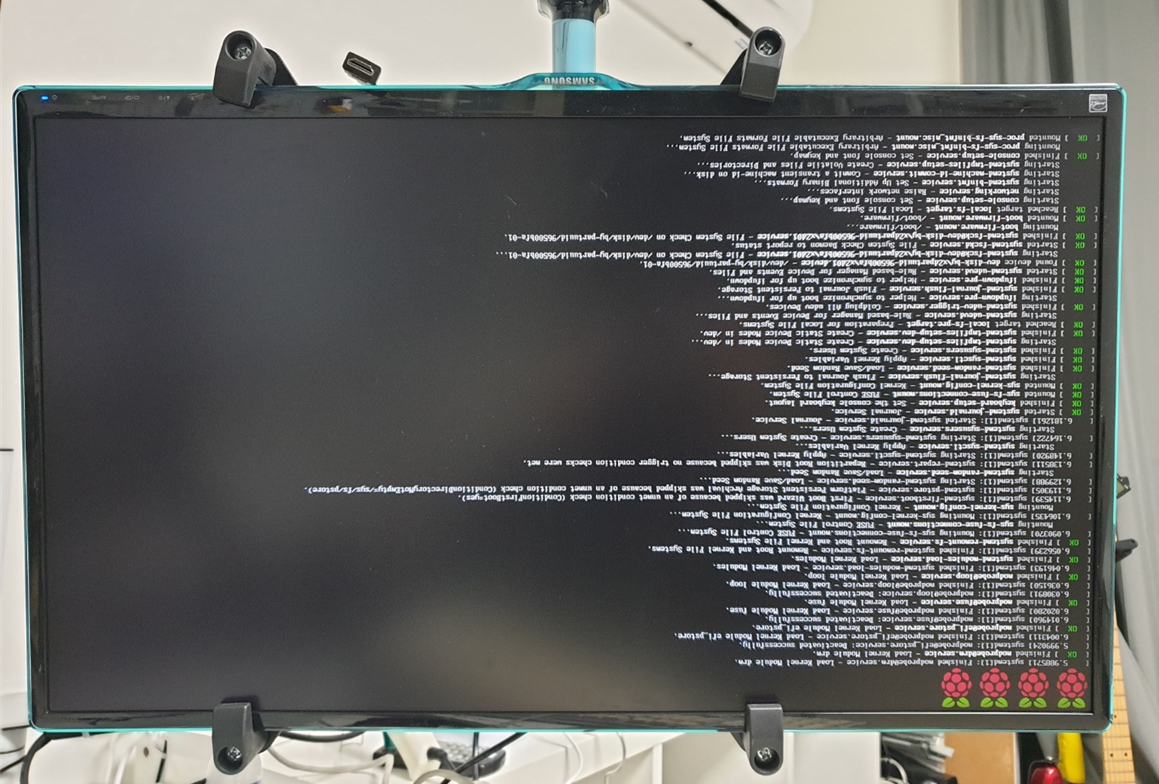 [    5.988571] systemd[1]: Finished modprobe@drm.service - Load Kernel Module drm.
[  OK  ] Finished modprobe@drm.service - Load Kernel Module drm.
[    5.999024] systemd[1]: modprobe@efi_pstore.service: Deactivated successfully.
[    6.004311] systemd[1]: Finished modprobe@efi_pstore.service - Load Kernel Module efi_pstore.
[  OK  ] Finished modprobe@efi_pstore.service - Load Kernel Module efi_pstore.
[    6.014960] systemd[1]: modprobe@fuse.service: Deactivated successfully.
[    6.020280] systemd[1]: Finished modprobe@fuse.service - Load Kernel Module fuse.
[  OK  ] Finished modprobe@fuse.service - Load Kernel Module fuse.
[    6.030891] systemd[1]: modprobe@loop.service: Deactivated successfully.
[    6.036150] systemd[1]: Finished modprobe@loop.service - Load Kernel Module loop.
[  OK  ] Finished modprobe@loop.service - Load Kernel Module loop.
[    6.046193] systemd[1]: Finished systemd-modules-load.service - Load Kernel Modules.
[  OK  ] Finished systemd-modules-load.service - Load Kernel Modules.
[    6.056239] systemd[1]: Finished systemd-remount-fs.service - Remount Root and Kernel File Systems.
[  OK  ] Finished systemd-remount-fs.service - Remount Root and Kernel File Systems.
[    6.090370] systemd[1]: Mounting sys-fs-fuse-connections.mount - FUSE Control File System...
Mounting sys-fs-fuse-connections.mount - FUSE Control File System...
[    6.106435] systemd[1]: Mounting sys-kernel-config.mount - Kernel Configuration File System...
Mounting sys-kernel-config.mount - Kernel Configuration File System...
[    6.114539] systemd[1]: systemd-firstboot.service - First Boot Wizard was skipped because of an unmet condition check (ConditionFirstBoot=yes).
[    6.119365] systemd[1]: systemd-pstore.service - Platform Persistent Storage Archival was skipped because of an unmet condition check (ConditionDirectoryNotEmpty=/sys/fs/pstore).
[    6.129988] systemd[1]: Starting systemd-random-seed.service - Load/Save Random Seed...
Starting systemd-random-seed.service - Load/Save Random Seed...
[    6.138521] systemd[1]: systemd-repart.service - Repartition Root Disk was skipped because no trigger condition checks were met.
[    6.148920] systemd[1]: Starting systemd-sysctl.service - Apply Kernel Variables...
Starting systemd-sysctl.service - Apply Kernel Variables...
[    6.164722] systemd[1]: Starting systemd-sysusers.service - Create System Users...
Starting systemd-sysusers.service - Create System Users...
[    6.181261] systemd[1]: Started systemd-journald.service - Journal Service.
[  OK  ] Started systemd-journald.service - Journal Service.
[  OK  ] Finished keyboard-setup.service - Set the console keyboard layout.
[  OK  ] Mounted sys-fs-fuse-connections.mount - FUSE Control File System.
[  OK  ] Mounted sys-kernel-config.mount - Kernel Configuration File System.
Starting systemd-journal-flush.service - Flush Journal to Persistent Storage...
[  OK  ] Finished systemd-random-seed.service - Load/Save Random Seed.
[  OK  ] Finished systemd-sysctl.service - Apply Kernel Variables.
[  OK  ] Finished systemd-sysusers.service - Create System Users.
Starting systemd-tmpfiles-setup-dev.service - Create Static Device Nodes in /dev...
[  OK  ] Finished systemd-tmpfiles-setup-dev.service - Create Static Device Nodes in /dev.
[  OK  ] Reached target local-fs-pre.target - Preparation for Local File Systems.
Starting systemd-udevd.service - Rule-based Manager for Device Events and Files...
[  OK  ] Finished systemd-udev-trigger.service - Coldplug All udev Devices.
Starting ifupdown-pre.service - Helper to synchronize boot up for ifupdown...
[  OK  ] Finished systemd-journal-flush.service - Flush Journal to Persistent Storage.
[  OK  ] Finished ifupdown-pre.service - Helper to synchronize boot up for ifupdown.
[  OK  ] Started systemd-udevd.service - Rule-based Manager for Device Events and Files.
[  OK  ] Found device dev-disk-by\x2dpartuuid-96500bfa\x2d01.device - /dev/disk/by-partuuid/96500bfa-01.
Starting systemd-fsck@dev-disk-by\x2dpartuuid-96500bfa\x2d01.service - File System Check on /dev/disk/by-partuuid/96500bfa-01...
[  OK  ] Started systemd-fsckd.service - File System Check Daemon to report status.
[  OK  ] Finished systemd-fsck@dev-disk-by\x2dpartuuid-96500bfa\x2d01.service - File System Check on /dev/disk/by-partuuid/96500bfa-01.
Mounting boot-firmware.mount - /boot/firmware...
[  OK  ] Mounted boot-firmware.mount - /boot/firmware.
[  OK  ] Reached target local-fs.target - Local File Systems.
Starting console-setup.service - Set console font and keymap...
Starting networking.service - Raise network interfaces...
Starting systemd-binfmt.service - Set Up Additional Binary Formats...
Starting systemd-machine-id-commit.service - Commit a transient machine-id on disk...
Starting systemd-tmpfiles-setup.service - Create Volatile Files and Directories...
[  OK  ] Finished console-setup.service - Set console font and keymap.
Mounting proc-sys-fs-binfmt_misc.mount - Arbitrary Executable File Formats File System...
[  OK  ] Mounted proc-sys-fs-binfmt_misc.mount - Arbitrary Executable File Formats File System.
SAMSUNG